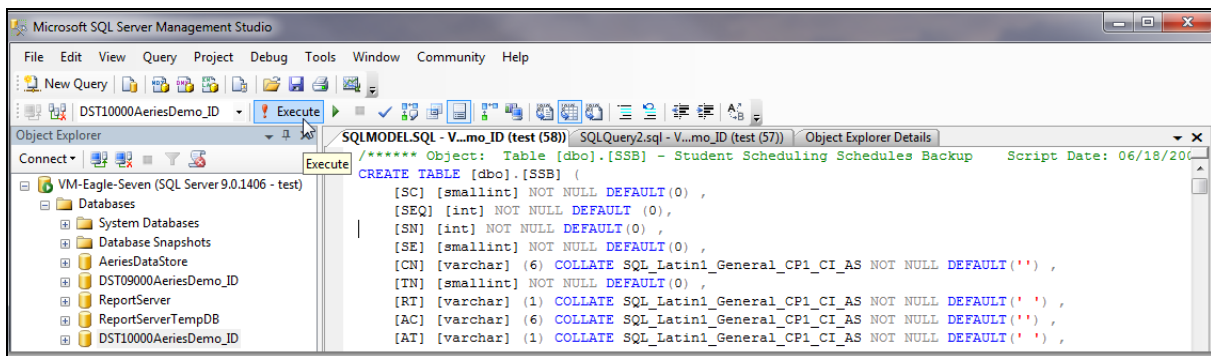 Microsoft SQL Server Management Studio
File Edit View Query Project Debug Tools Window Community Help
New Query
DST10000AeriesDemo_ID Execute
Object Explorer
SQLMODEL.SQL - V...mo_ID (test (58)) SQLQuery2.sql - V...mo_ID (test (57)) Object Explorer Details
Connect
Execute
/****** Object: Table [dbo].[SSB] - Student Scheduling Schedules Backup Script Date: 06/18/200
VM-Eagle-Seven (SQL Server 9.0.1406 - test)
CREATE TABLE [dbo].[SSB] (
Databases
[SC] [smallint] NOT NULL DEFAULT(0) ,
System Databases
[SEQ] [int] NOT NULL DEFAULT (0),
Database Snapshots
[SN] [int] NOT NULL DEFAULT(0) ,
AeriesDataStore
[SE] [smallint] NOT NULL DEFAULT(0) ,
DST09000AeriesDemo_ID
[CN] [varchar] (6) COLLATE SQL_Latin1_General_CP1_CI_AS NOT NULL DEFAULT('') ,
ReportServer
[TN] [smallint] NOT NULL DEFAULT(0) ,
ReportServerTempDB
[RT] [varchar] (1) COLLATE SQL_Latin1_General_CP1_CI_AS NOT NULL DEFAULT(' ') ,
[AC] [varchar] (6) COLLATE SQL_Latin1_General_CP1_CI_AS NOT NULL DEFAULT('') ,
DST10000AeriesDemo_ID
[AT] [varchar] (1) COLLATE SQL_Latin1_General_CP1_CI_AS NOT NULL DEFAULT(' ') ,